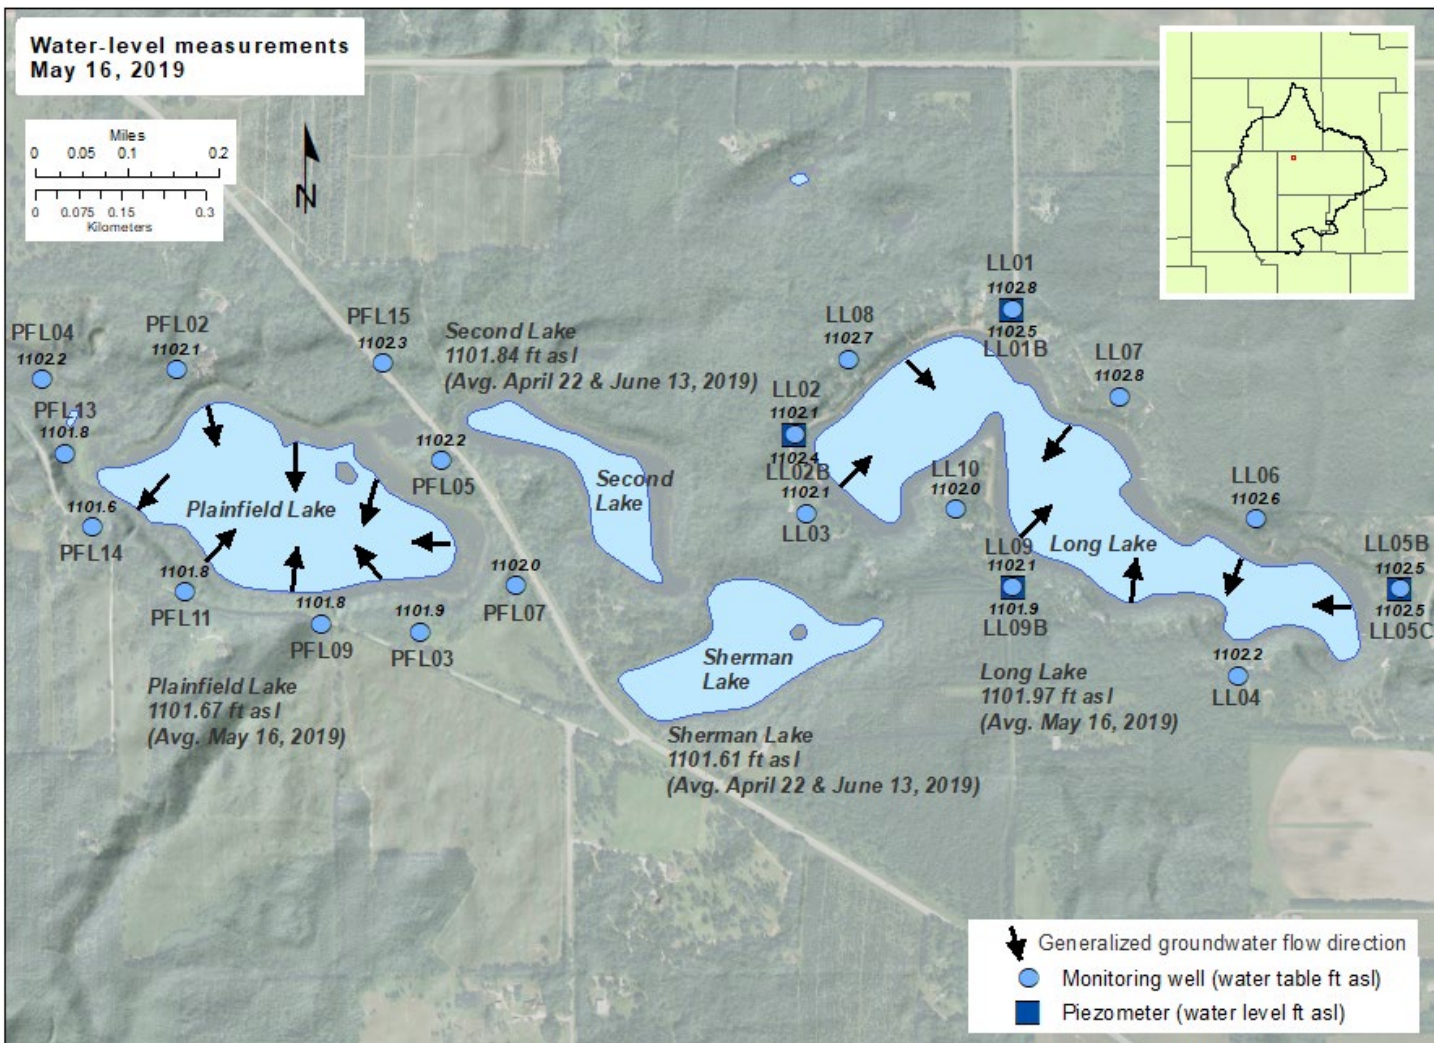 Water-level measurements
May 16, 2019
Miles
0 0.05 0.1 0.2
0 0.075 0.15 0.3
Kilometers
N
LL01
1102.8
1102.5
LL01B
PFL04
1102.2
PFL02
1102.1
PFL15
1102.3
Second Lake
1101.84 ft asl
(Avg. April 22 & June 13, 2019)
LL08
1102.7
LL07
1102.8
PFL13
1101.8
LL02
1102.1
1102.4
LL02B
1102.2
PFL05
1101.6
PFL14
Plainfield Lake
Second
Lake
1102.1
LL03
LL10
1102.0
LL06
1102.6
Long Lake
LL09
1102.1
1101.9
LL09B
LL05B
1102.5
1102.5
LL05C
1101.8
PFL11
1101.8
PFL09
1101.9
PFL03
1102.0
PFL07
Sherman
Lake
1102.2
LL04
Plainfield Lake
1101.67 ft asl
(Avg. May 16, 2019)
Long Lake
1101.97 ft asl
(Avg. May 16, 2019)
Sherman Lake
1101.61 ft asl
(Avg. April 22 & June 13, 2019)
Generalized groundwater flow direction
Monitoring well (water table ft asl)
Piezometer (water level ft asl)